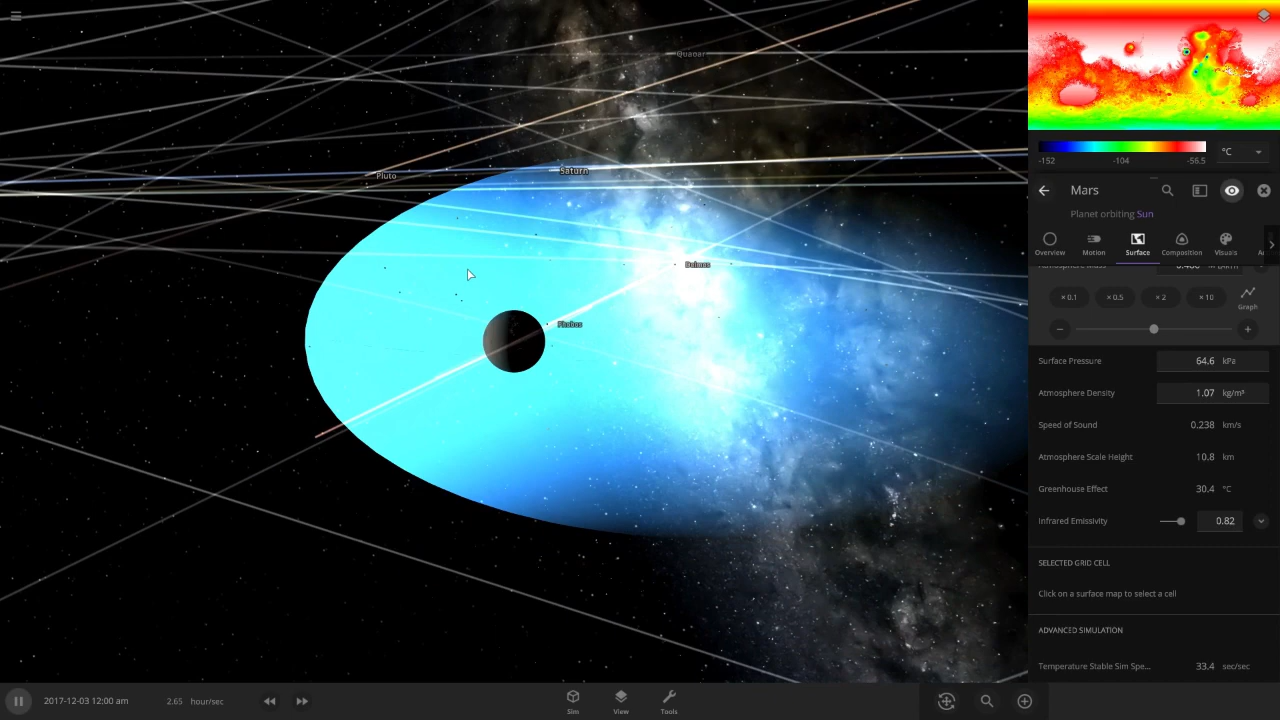 Quaoar
Pluto
Saturn
Deimos
Phobos
-152
-104
-56.5
°C
Mars
Planet orbiting Sun
Overview
Motion
Surface
Composition
Visuals
× 0.1
× 0.5
× 2
× 10
Graph
Surface Pressure 64.6 kPa
Atmosphere Density 1.07 kg/m³
Speed of Sound 0.238 km/s
Atmosphere Scale Height 10.8 km
Greenhouse Effect 30.4 °C
Infrared Emissivity 0.82
SELECTED GRID CELL
Click on a surface map to select a cell
ADVANCED SIMULATION
Temperature Stable Sim Spe... 33.4 sec/sec
2017-12-03 12:00 am
2.65 hour/sec
Sim
View
Tools